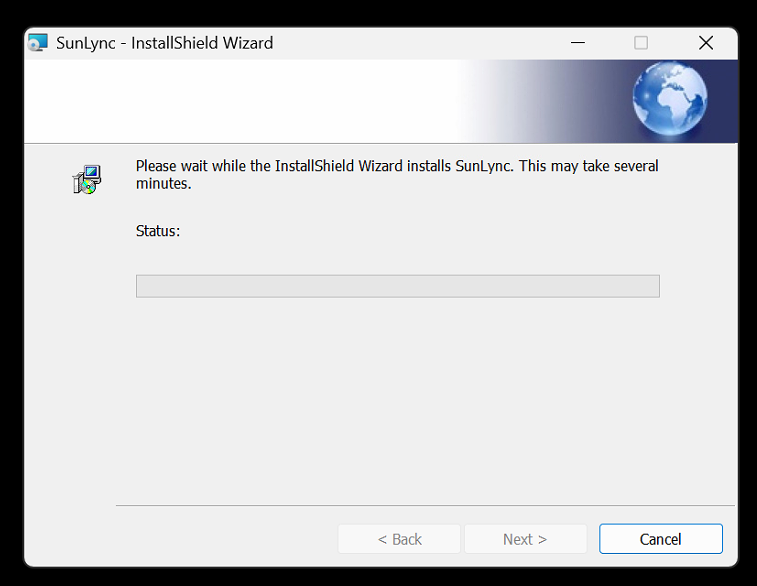 SunLync - InstallShield Wizard
Please wait while the InstallShield Wizard installs SunLync. This may take several
minutes.
Status:
< Back
Next >
Cancel